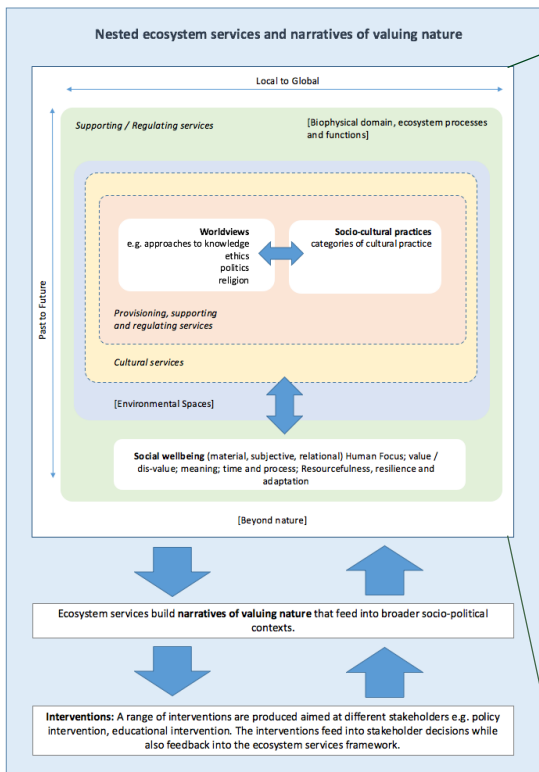 Nested ecosystem services and narratives of valuing nature
Local to Global
Past to Future
Supporting / Regulating services
[Biophysical domain, ecosystem processes
and functions]
Worldviews
e.g. approaches to knowledge
ethics
politics
religion
Socio-cultural practices
categories of cultural practice
Provisioning, supporting
and regulating services
Cultural services
[Environmental Spaces]
Social wellbeing (material, subjective, relational) Human Focus; value /
dis-value; meaning; time and process; Resourcefulness, resilience and
adaptation
[Beyond nature]
Ecosystem services build narratives of valuing nature that feed into broader socio-political
contexts.
Interventions: A range of interventions are produced aimed at different stakeholders e.g. policy
intervention, educational intervention. The interventions feed into stakeholder decisions while
also feedback into the ecosystem services framework.